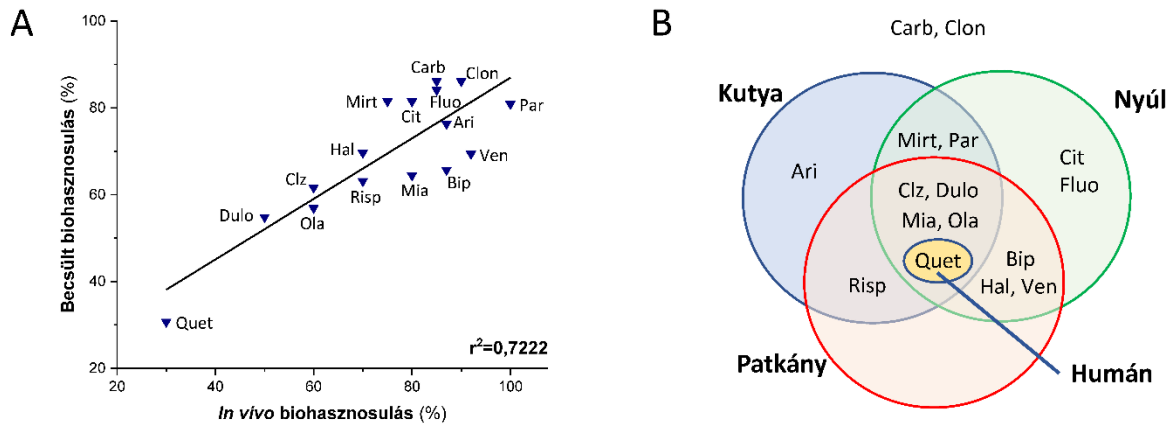 A
Becsült biohasznosulás (%)
100
80
60
40
20
Carb
Clon
Mirt
Cit
Fluo
Par
Ari
Hal
Ven
Clz
Risp
Mia
Bip
Dulo
Ola
Quet
r²=0,7222
20
40
60
80
100
In vívo biohasznosulás (%)
B
Carb, Clon
Kutya
Nyúl
Mirt, Par
Ari
Cit
Fluo
Clz, Dulo
Mia, Ola
Quet
Bip
Risp
Hal, Ven
Patkány
Humán